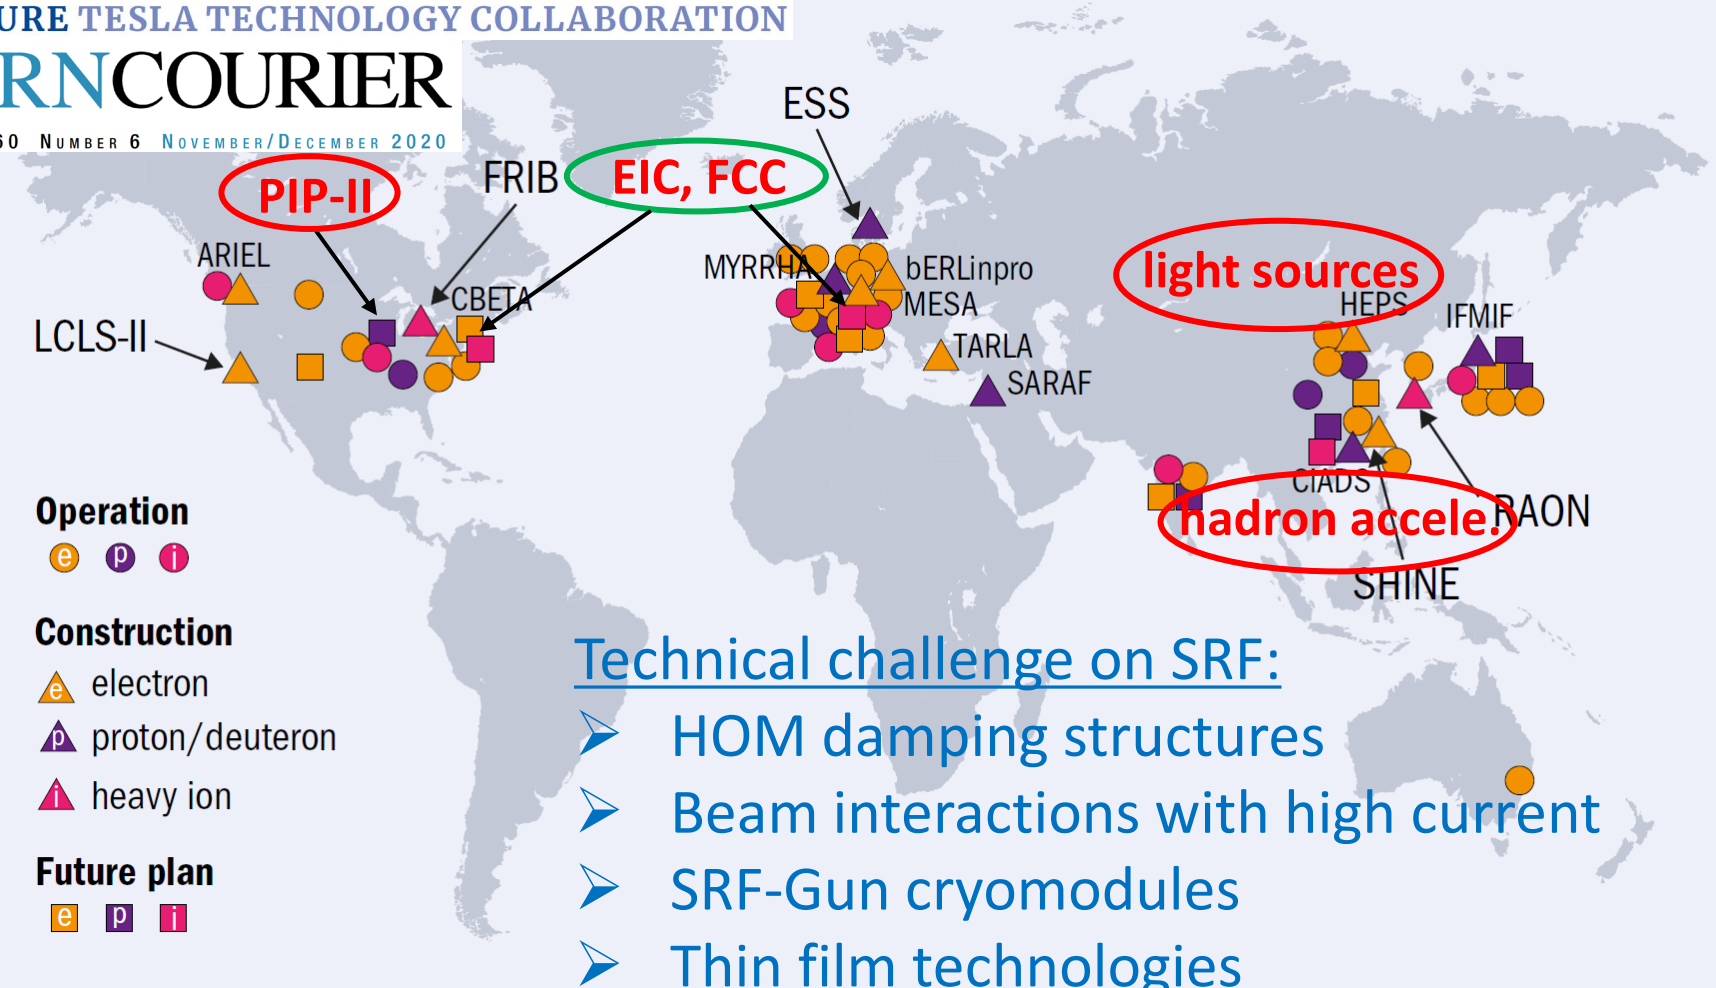 URE TESLA TECHNOLOGY COLLABORATION
RNCOURIER
60 NUMBER 6 NOVEMBER/DECEMBER 2020
ESS
PIP-II
FRIB
EIC, FCC
ARIEL
MYRRHA
bERLinpro
light sources
CBETA
MESA
HEPS
IFMIF
LCLS-II
TARLA
SARAF
CIADS
hadron accele.
RAON
SHINE
Operation
e p i
Construction
e electron
p proton/deuteron
i heavy ion
Future plan
e p i
Technical challenge on SRF:
HOM damping structures
Beam interactions with high current
SRF-Gun cryomodules
Thin film technologies